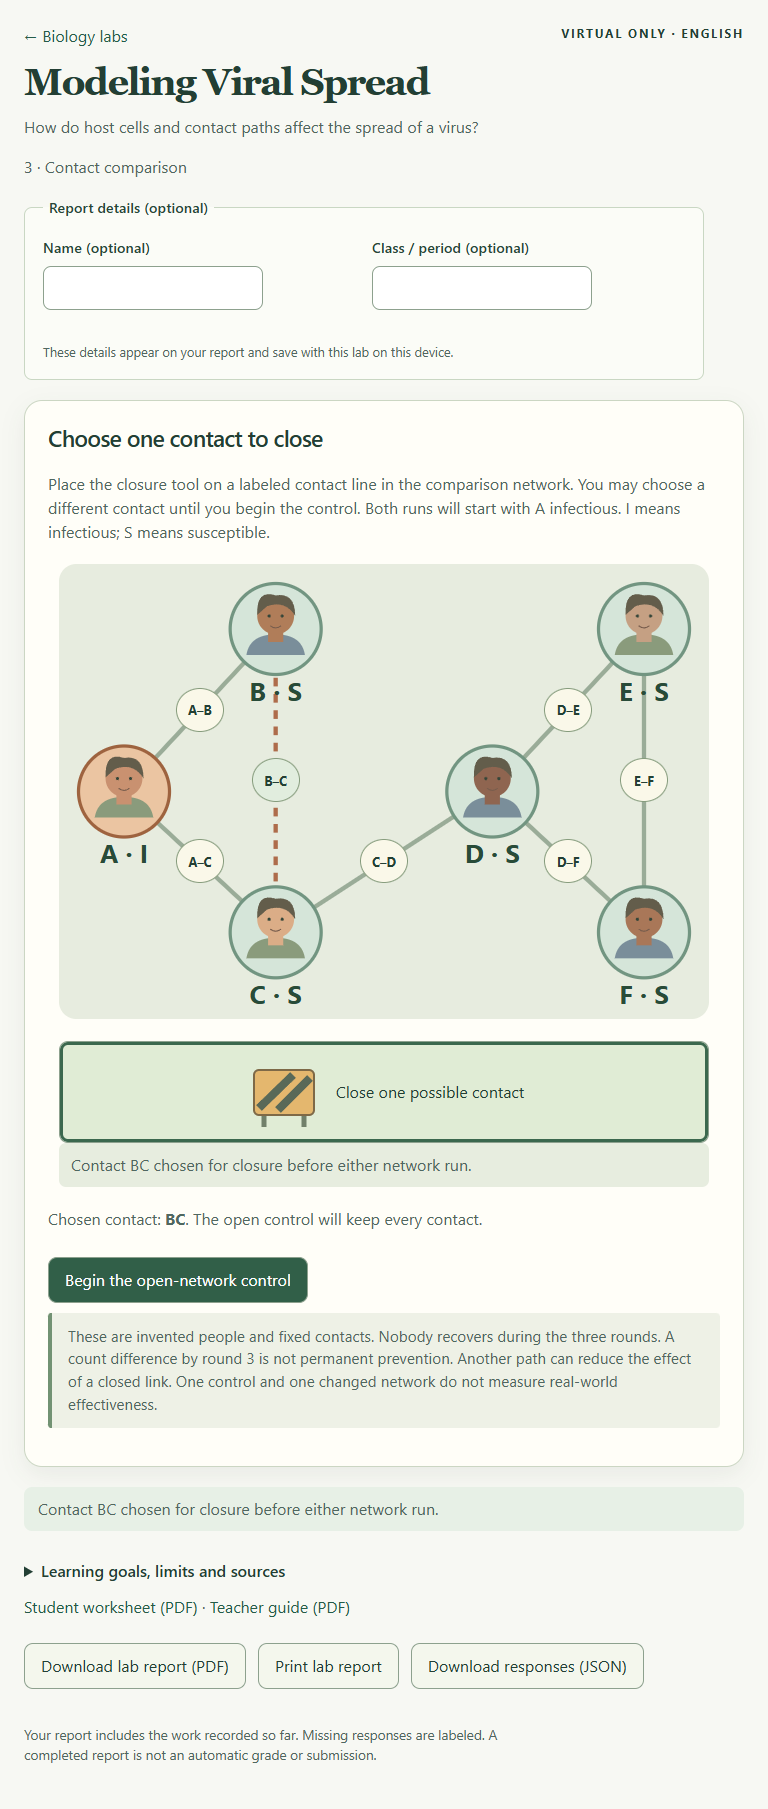 ← Biology labs
VIRTUAL ONLY · ENGLISH
Modeling Viral Spread
How do host cells and contact paths affect the spread of a virus?
3 · Contact comparison
Report details (optional)
Name (optional)
Class / period (optional)
These details appear on your report and save with this lab on this device.
Choose one contact to close
Place the closure tool on a labeled contact line in the comparison network. You may choose a
different contact until you begin the control. Both runs will start with A infectious. I means
infectious; S means susceptible.
B · S
E · S
A–B
D–E
B–C
E–F
A · I
D · S
A–C
C–D
D–F
C · S
F · S
Close one possible contact
Contact BC chosen for closure before either network run.
Chosen contact: BC. The open control will keep every contact.
Begin the open-network control
These are invented people and fixed contacts. Nobody recovers during the three rounds. A
count difference by round 3 is not permanent prevention. Another path can reduce the effect
of a closed link. One control and one changed network do not measure real-world
effectiveness.
Contact BC chosen for closure before either network run.
▶ Learning goals, limits and sources
Student worksheet (PDF) · Teacher guide (PDF)
Download lab report (PDF)
Print lab report
Download responses (JSON)
Your report includes the work recorded so far. Missing responses are labeled. A
completed report is not an automatic grade or submission.